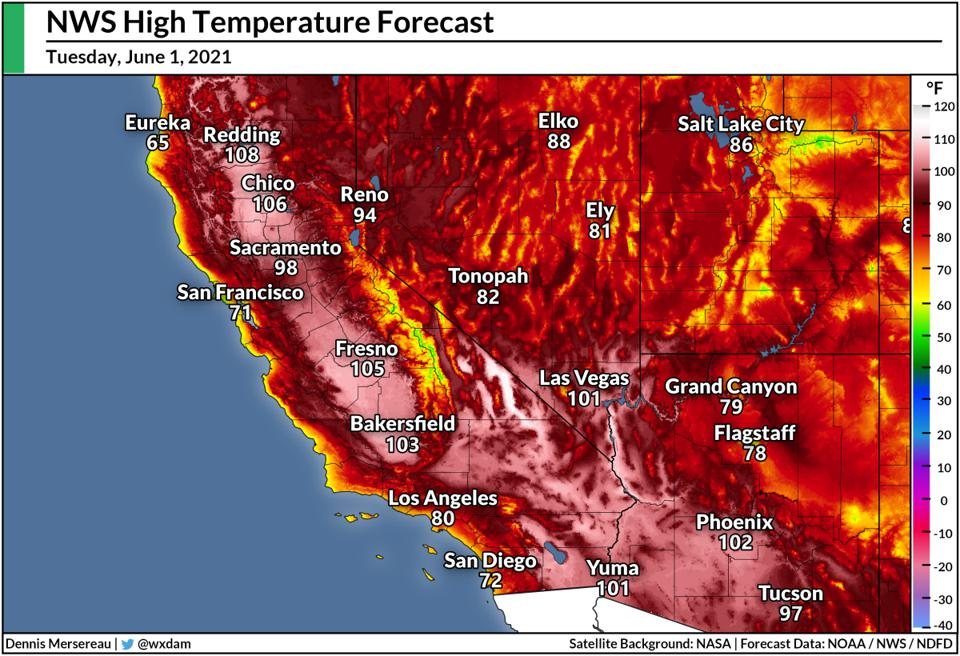 NWS High Temperature Forecast
Tuesday, June 1, 2021
°F
120
110
100
90
80
70
60
50
40
30
20
10
0
-10
-20
-30
-40
Eureka
65
Redding
108
Chico
106
Reno
94
Sacramento
98
San Francisco
71
Elko
88
Salt Lake City
86
Ely
81
8
Tonopah
82
Fresno
105
Las Vegas
101
Grand Canyon
79
Bakersfield
103
Flagstaff
78
Los Angeles
80
Phoenix
102
San Diego
72
Yuma
101
Tucson
97
Dennis Mersereau | @wxdam
Satellite Background: NASA | Forecast Data: NOAA / NWS / NDFD